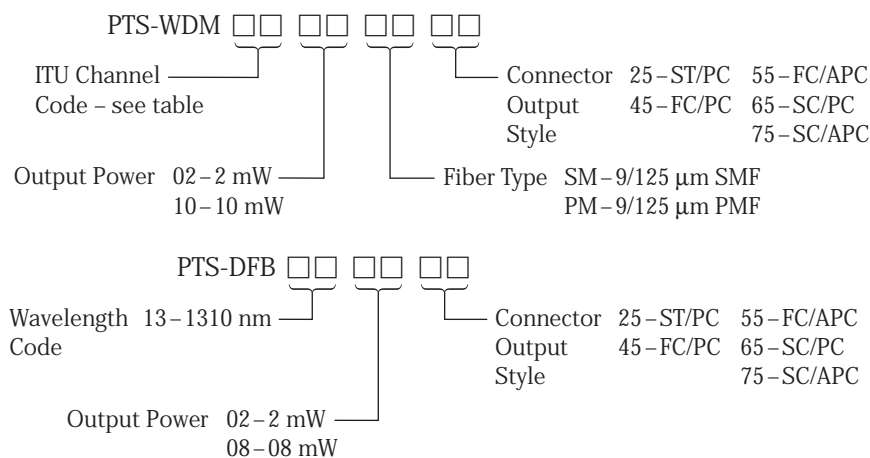 PTS-WDM □□ □□ □□ □□
ITU Channel
Code – see table
Connector 25–ST/PC 55–FC/APC
Output 45–FC/PC 65–SC/PC
Style 75–SC/APC
Output Power 02–2 mW
10–10 mW
Fiber Type SM–9/125 μm SMF
PM–9/125 μm PMF
PTS-DFB □□ □□ □□
Wavelength 13–1310 nm
Code
Connector 25–ST/PC 55–FC/APC
Output 45–FC/PC 65–SC/PC
Style 75–SC/APC
Output Power 02–2 mW
08–08 mW